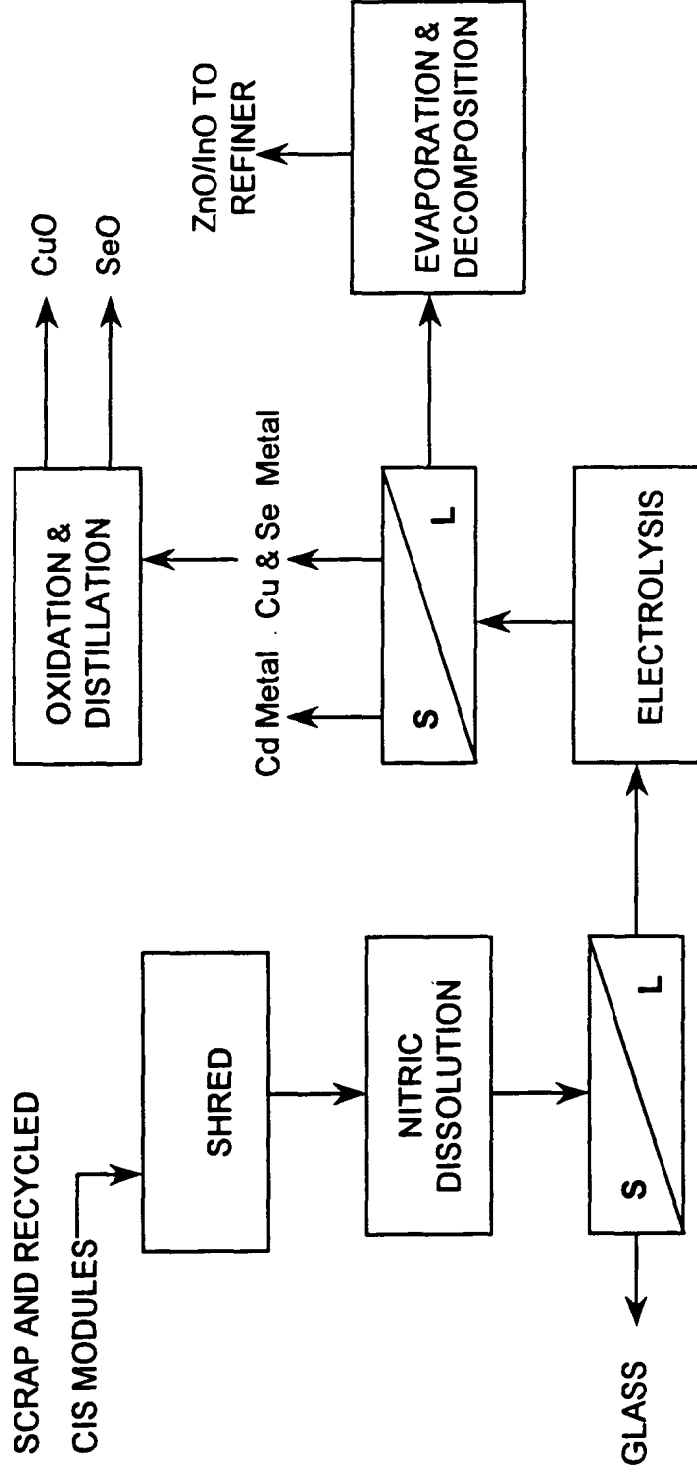 SCRAP AND RECYCLED
CIS MODULES
SHRED
NITRIC
DISSOLUTION
S
L
GLASS
ELECTROLYSIS
S
L
Cd Metal
Cu & Se Metal
OXIDATION &
DISTILLATION
CuO
SeO
EVAPORATION &
DECOMPOSITION
ZnO/InO TO
REFINER